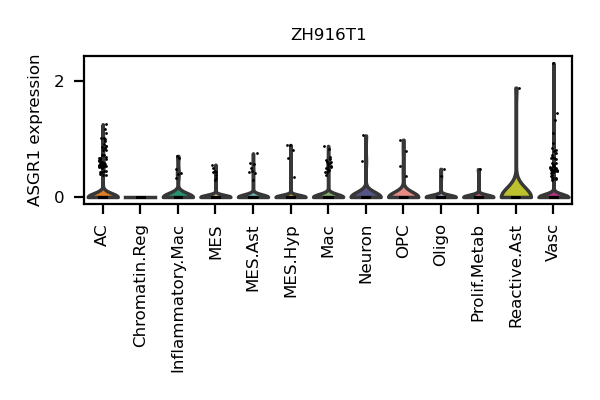 ZH916T1
ASGR1 expression
2
0
AC
Chromatin.Reg
Inflammatory.Mac
MES
MES.Ast
MES.Hyp
Mac
Neuron
OPC
Oligo
Prolif.Metab
Reactive.Ast
Vasc